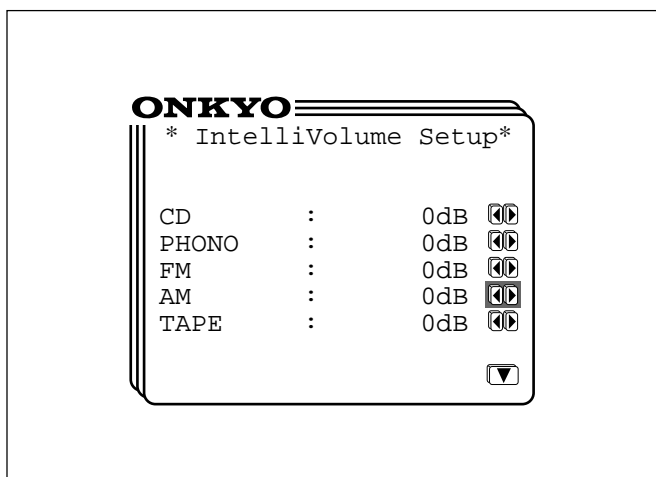 ONKYO
* IntelliVolume Setup*
CD : 0dB
PHONO : 0dB
FM : 0dB
AM : 0dB
TAPE : 0dB